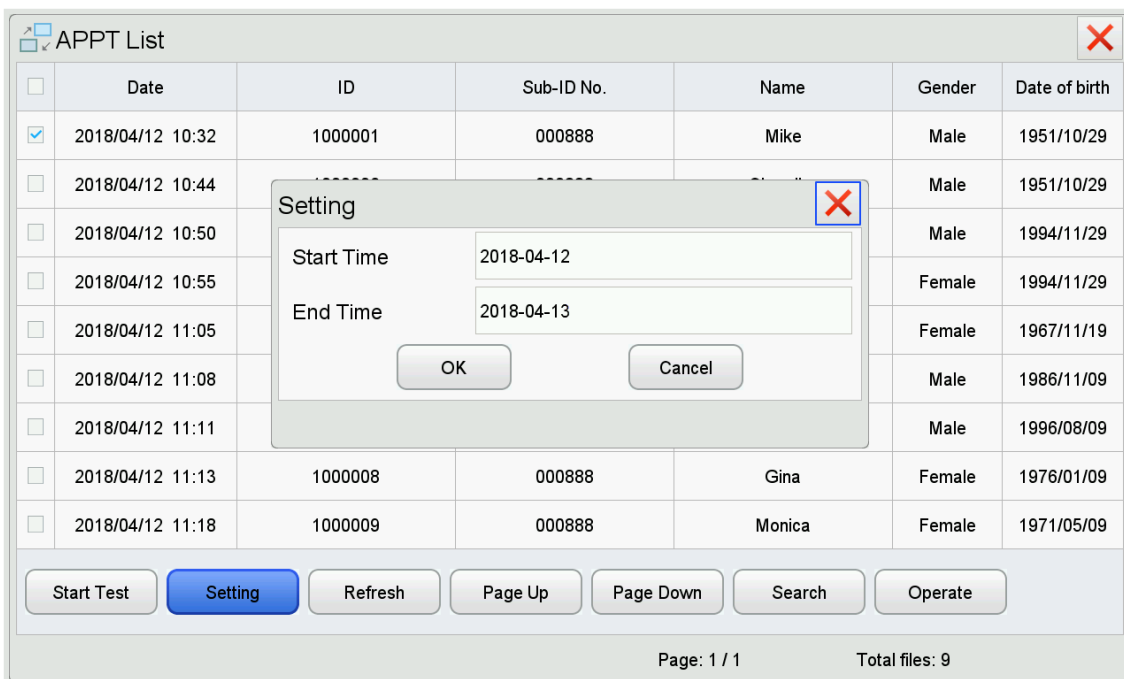 APPT List
Date ID Sub-ID No. Name Gender Date of birth
2018/04/12 10:32 1000001 000888 Mike Male 1951/10/29
2018/04/12 10:44 Male 1951/10/29
Setting
2018/04/12 10:50 Male 1994/11/29
Start Time 2018-04-12
2018/04/12 10:55 Female 1994/11/29
End Time 2018-04-13
2018/04/12 11:05 Female 1967/11/19
OK Cancel
2018/04/12 11:08 Male 1986/11/09
2018/04/12 11:11 Male 1996/08/09
2018/04/12 11:13 1000008 000888 Gina Female 1976/01/09
2018/04/12 11:18 1000009 000888 Monica Female 1971/05/09
Start Test Setting Refresh Page Up Page Down Search Operate
Page: 1 / 1 Total files: 9